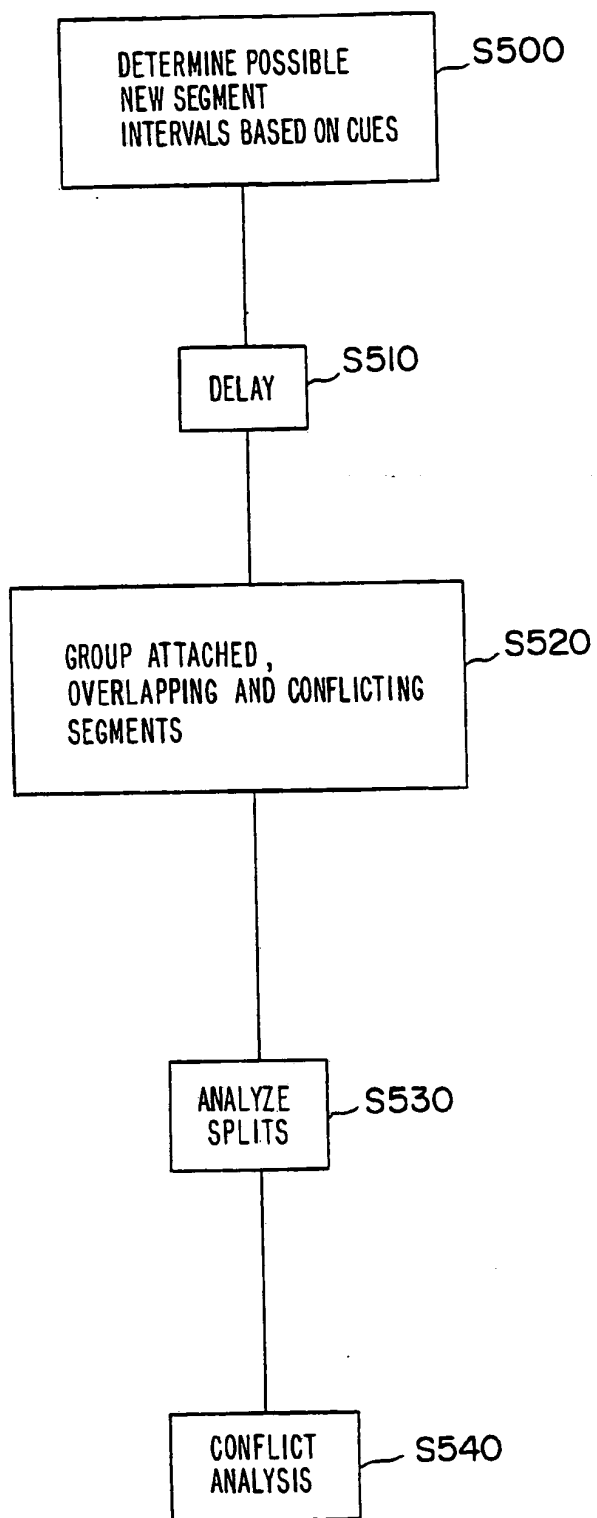 DETERMINE POSSIBLE
NEW SEGMENT
INTERVALS BASED ON CUES
S500
DELAY
S510
GROUP ATTACHED,
OVERLAPPING AND CONFLICTING
SEGMENTS
S520
ANALYZE
SPLITS
S530
CONFLICT
ANALYSIS
S540